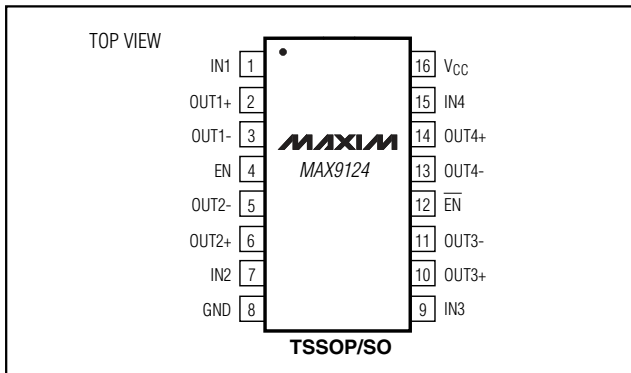 TOP VIEW
IN1 1
OUT1+ 2
OUT1- 3
EN 4
OUT2- 5
OUT2+ 6
IN2 7
GND 8
MAXIM
MAX9124
16 VCC
15 IN4
14 OUT4+
13 OUT4-
12 E̅N̅
11 OUT3-
10 OUT3+
9 IN3
TSSOP/SO